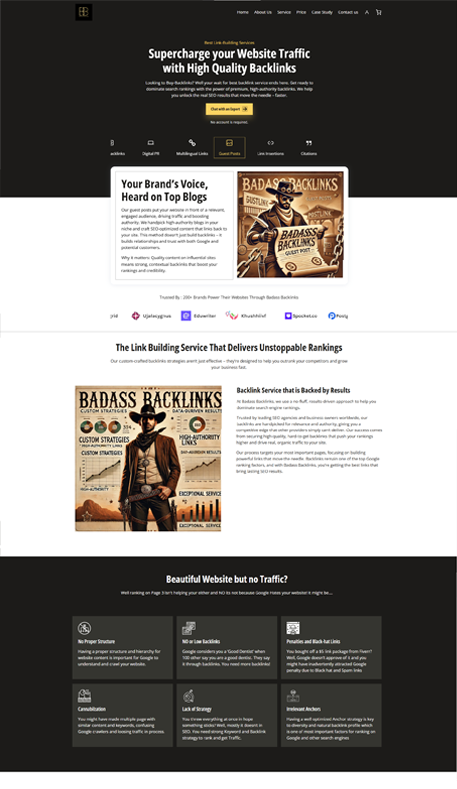 Home About Us Service Price Case Study Contact us
Best Link Building Services
Supercharge your Website Traffic
with High Quality Backlinks
Looking to Buy Backlinks? Well your wait for best backlink service ends here. Get ready to
dominate search rankings with the power of premium, high-authority backlinks. We help
you unlock the real SEO results that move the needle - faster.
Chat with an Expert
No account is required.
acklinks Digital PR Multilingual Links Guest Posts Link Insertions Citations
Your Brand's Voice,
Heard on Top Blogs
Our guest posts put your website in front of a relevant,
engaged audience, driving traffic and boosting
authority. We handpick high-authority blogs in your
niche and craft SEO-optimized content that links back to
your site. This method doesn't just build backlinks – it
builds relationships and trust with both Google and
potential customers.
Why it matters: Quality content on influential sites
means strong, contextual backlinks that boost your
rankings and credibility.
BADASS BACKLINKS
GUSTLINK
BADASSS
BACKLINKS
GUEST POST
Trusted By : 200+ Brands Power Their Websites Through Badass Backlinks
The Link Building Service That Delivers Unstoppable Rankings
Our custom-crafted backlinks strategies aren't just effective – they're designed to help you outrank your competitors and grow
your business fast.
BADASS BACKLINKS
CUSTOM STRATEGIES
DATA-DURIVEN RESULTS
CUSTOM STRATEGIES
HIGH-AUTHORITY
LINKS
HIGH-AUTHORITY
EXCEPTIONAL SERVICE
Backlink Service that is Backed by Results
At Badass Backlinks, we use a no-fluff, results-driven approach to help you
dominate search engine rankings.
Trusted by leading SEO agencies and business owners worldwide, our
backlinks are handpicked for relevance and authority, giving you a
competitive edge that other providers simply can't deliver. Our success comes
from securing high-quality, hard-to-get backlinks that push your rankings
higher and drive real, organic traffic to your site.
Our process targets your most important pages, focusing on building
powerful links that move the needle. Backlinks remain one of the top Google
ranking factors, and with Badass Backlinks, you're getting the best links that
bring lasting SEO results.
Beautiful Website but no Traffic?
Well ranking on Page 3 isn't helping your either and NO its not because Google Hates your website! It might be....
No Proper Structure
Having a proper structure and hierarchy for
website content is important for Google to
understand and crawl your website.
NO or Low Backlinks
Google considers you a 'Good Dentist' when
100 other say you are a good dentist. They say
it through backlinks. You need more backlinks!
Penalties and Black-hat Links
You bought off a BS link package from Fiverr?
Well, Google doesn't approve of it and you
might have inadvertently attracted Google
penalty due to Black-hat and Spam links
Cannabilization
You might have made multiple page with
similar content and keywords, confusing
Google crawlers and loosing traffic in process.
Lack of Strategy
You threw everything at once in hope
something sticks? Well, mostly it doesn't in
SEO. You need strong Keyword and Backlink
strategy to rank and get Traffic.
Irrelevant Anchors
Having a well optimized Anchor strategy is key
to diversity and natural backlink profile which
is one of most important factors for ranking on
Google and other search engines